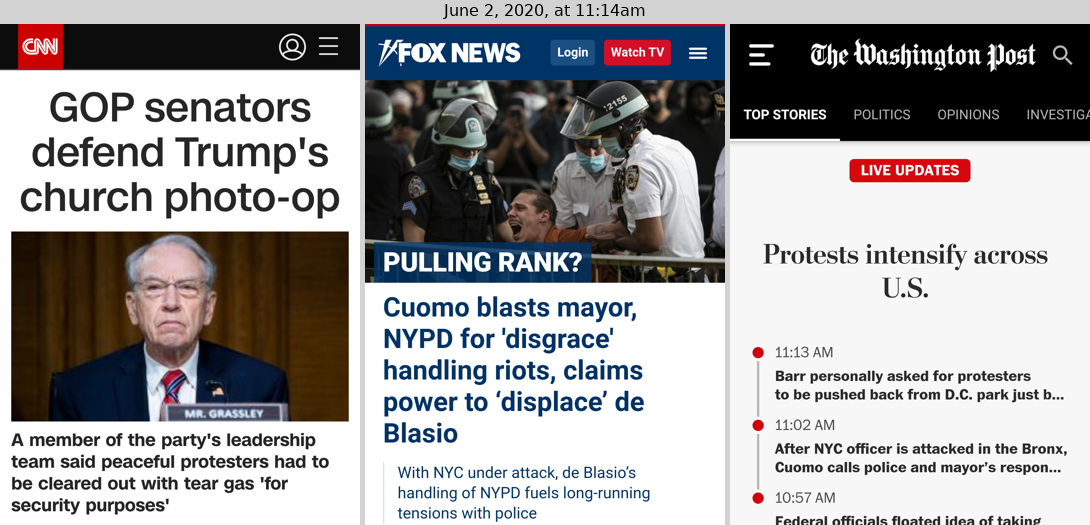 June 2, 2020, at 11:14am
CNN
GOP senators
defend Trump's
church photo-op
MR. GRASSLEY
A member of the party's leadership
team said peaceful protesters had to
be cleared out with tear gas 'for
security purposes'
FOX NEWS
Login
Watch TV
2155
PULLING RANK?
Cuomo blasts mayor,
NYPD for 'disgrace'
handling riots, claims
power to ‘displace’ de
Blasio
With NYC under attack, de Blasio’s
handling of NYPD fuels long-running
tensions with police
The Washington Post
TOP STORIES POLITICS OPINIONS INVESTIGA
LIVE UPDATES
Protests intensify across
U.S.
11:13 AM
Barr personally asked for protesters
to be pushed back from D.C. park just b...
11:02 AM
After NYC officer is attacked in the Bronx,
Cuomo calls police and mayor’s respon...
10:57 AM
Federal officials floated idea of taking